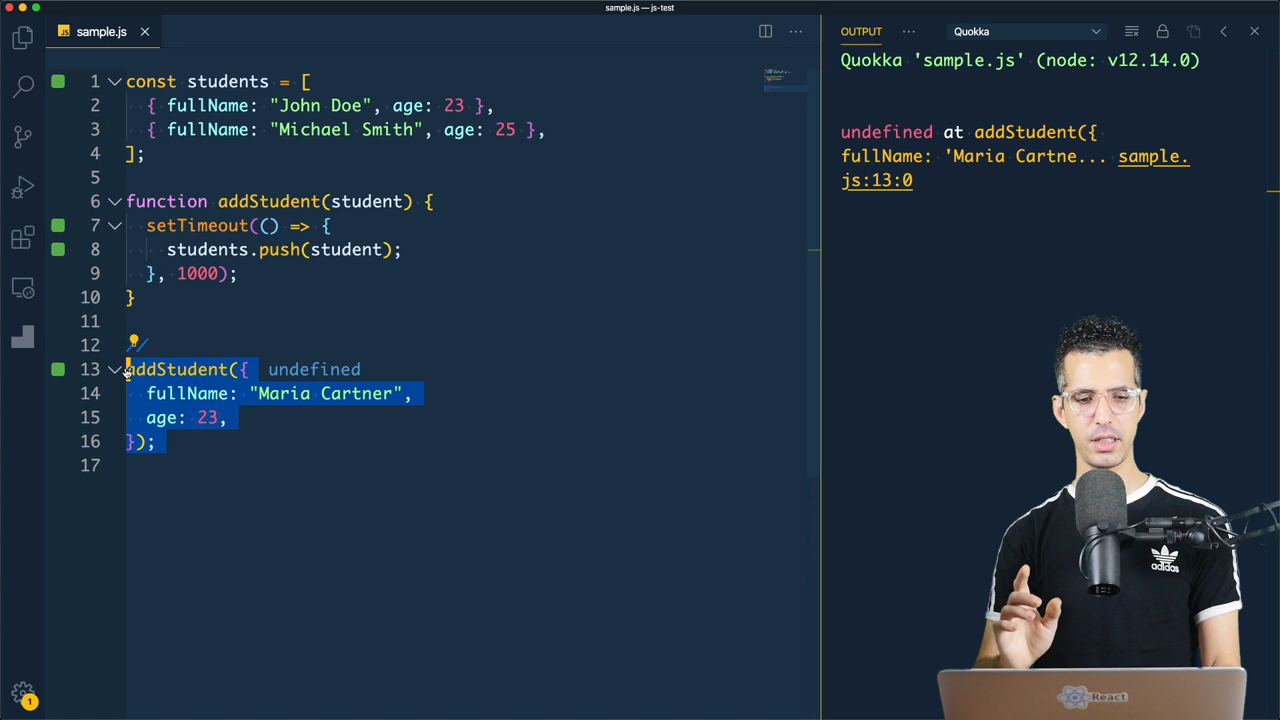 sample.js — js-test
JS sample.js
OUTPUT
Quokka
1 const students = [
2 { fullName: "John Doe", age: 23 },
3 { fullName: "Michael Smith", age: 25 },
4 ];
5
6 function addStudent(student) {
7 setTimeout(() => {
8 students.push(student);
9 }, 1000);
10 }
11
12 //
13 addStudent({ undefined
14 fullName: "Maria Cartner",
15 age: 23,
16 });
17
Quokka 'sample.js' (node: v12.14.0)
undefined at addStudent({
fullName: 'Maria Cartne... sample.
js:13:0
adidas
React
1